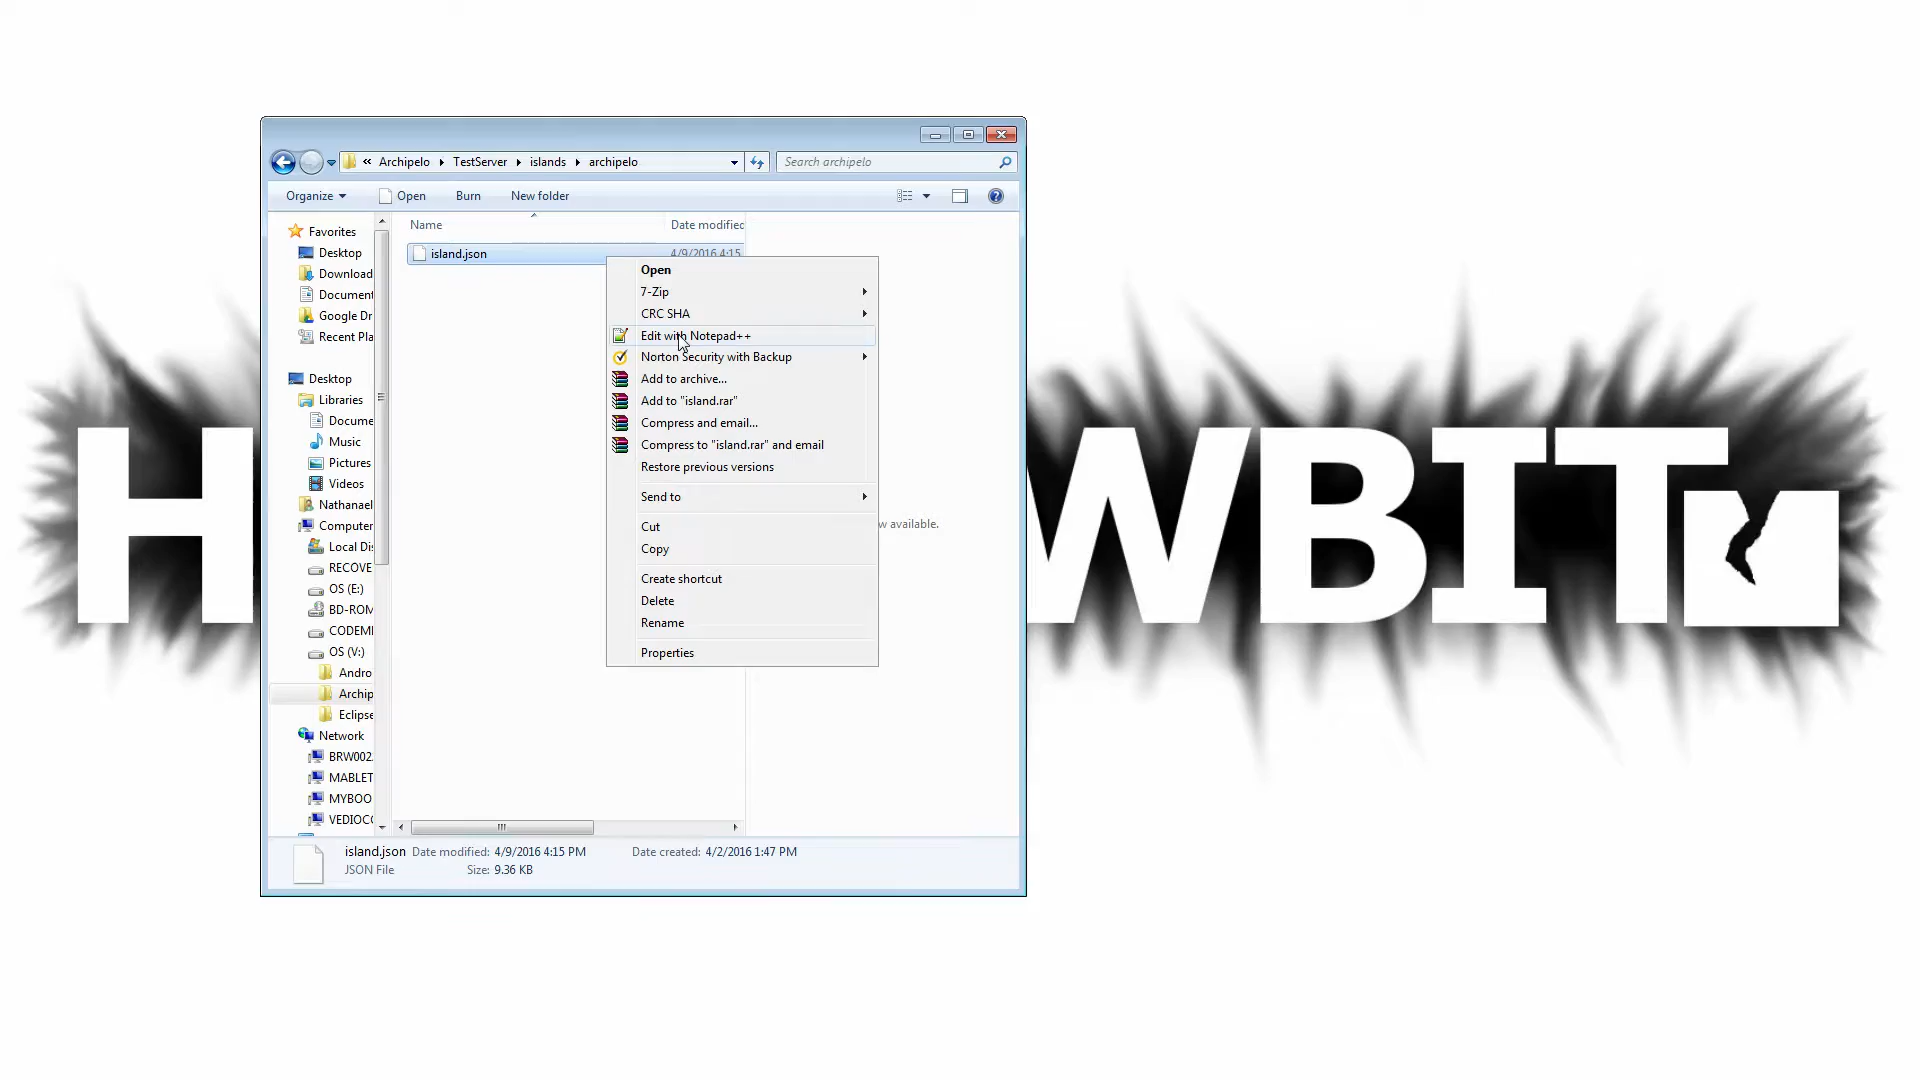 « Archipelo ▸ TestServer ▸ islands ▸ archipelo
Search archipelo
Organize
Open
Burn
New folder
Name
Date modified
island.json
4/9/2016 4:15
Favorites
Desktop
Download
Document
Google Dr
Recent Pla
Desktop
Libraries
Docume
Music
Pictures
Videos
Nathanael
Computer
Local Dis
RECOVE
OS (E:)
BD-ROM
CODEME
OS (V:)
Andro
Archip
Eclipse
Network
BRW002
MABLET
MYBOO
VEDIOCO
Open
7-Zip
CRC SHA
Edit with Notepad++
Norton Security with Backup
Add to archive...
Add to "island.rar"
Compress and email...
Compress to "island.rar" and email
Restore previous versions
Send to
Cut
Copy
Create shortcut
Delete
Rename
Properties
w available.
island.json Date modified: 4/9/2016 4:15 PM Date created: 4/2/2016 1:47 PM
JSON File Size: 9.36 KB
H WBIT